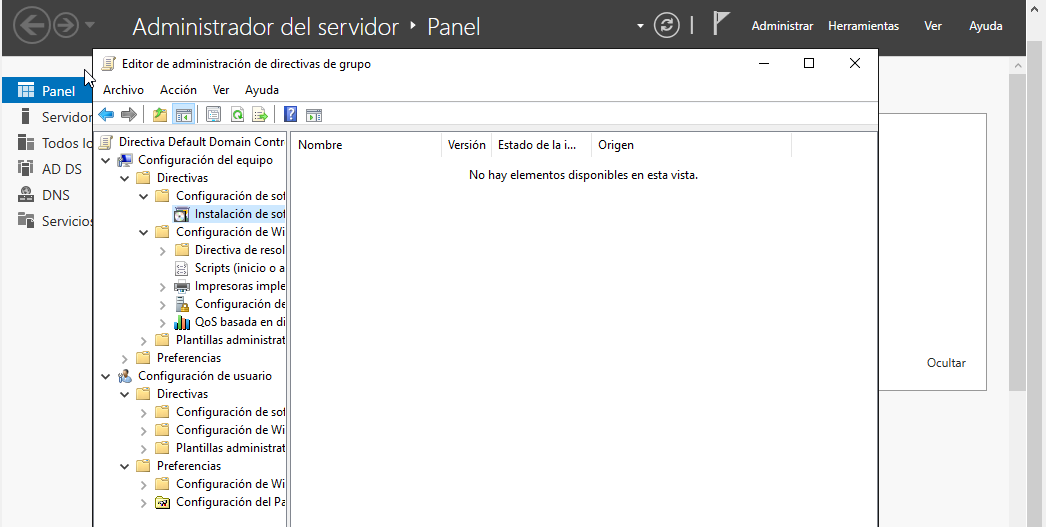 Administrador del servidor
Panel
Administrar
Herramientas
Ver
Ayuda
Panel
Servidor
Todos lo
AD DS
DNS
Servicios
Editor de administración de directivas de grupo
Archivo
Acción
Ver
Ayuda
Directiva Default Domain Contr
Configuración del equipo
Directivas
Configuración de sof
Instalación de sof
Configuración de Wi
Directiva de resol
Scripts (inicio o a
Impresoras imple
Configuración de
QoS basada en di
Plantillas administrat
Preferencias
Configuración de usuario
Directivas
Configuración de sof
Configuración de Wi
Plantillas administrat
Preferencias
Configuración de Wi
Configuración del Pa
Nombre
Versión
Estado de la i...
Origen
No hay elementos disponibles en esta vista.
Ocultar